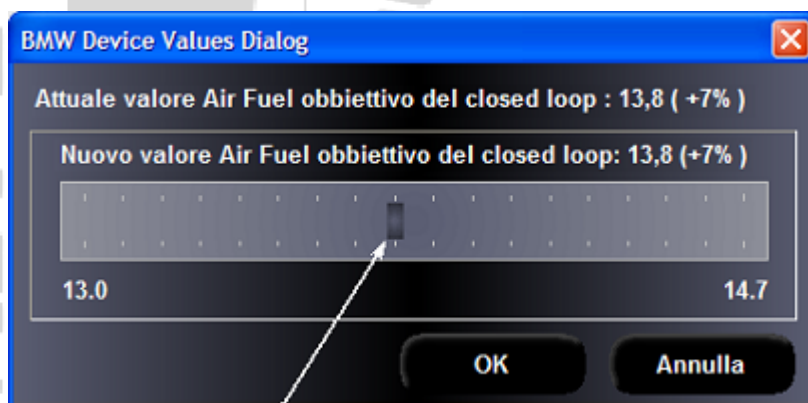 BMW Device Values Dialog
Attuale valore Air Fuel obbiettivo del closed loop : 13,8 ( +7% )
Nuovo valore Air Fuel obbiettivo del closed loop: 13,8 (+7% )
13.0 14.7
OK Annulla